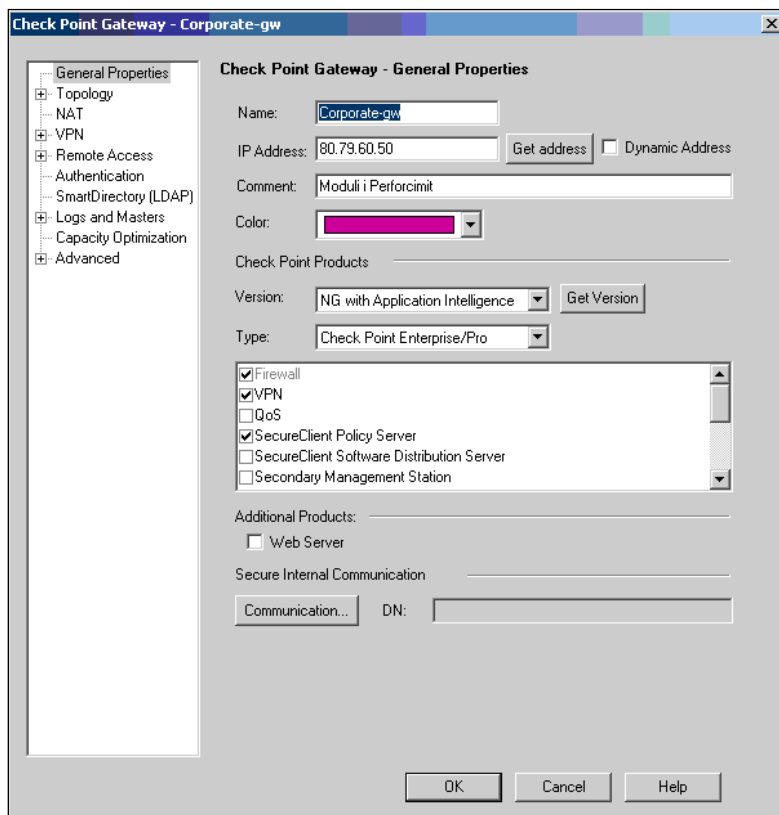 Check Point Gateway - Corporate-gw
General Properties
Topology
NAT
VPN
Remote Access
Authentication
SmartDirectory (LDAP)
Logs and Masters
Capacity Optimization
Advanced
Check Point Gateway - General Properties
Name: Corporate-gw
IP Address: 80.79.60.50 Get address Dynamic Address
Comment: Moduli i Perforcimit
Color:
Check Point Products
Version: NG with Application Intelligence Get Version
Type: Check Point Enterprise/Pro
Firewall
VPN
QoS
SecureClient Policy Server
SecureClient Software Distribution Server
Secondary Management Station
Additional Products:
Web Server
Secure Internal Communication
Communication... DN:
OK Cancel Help